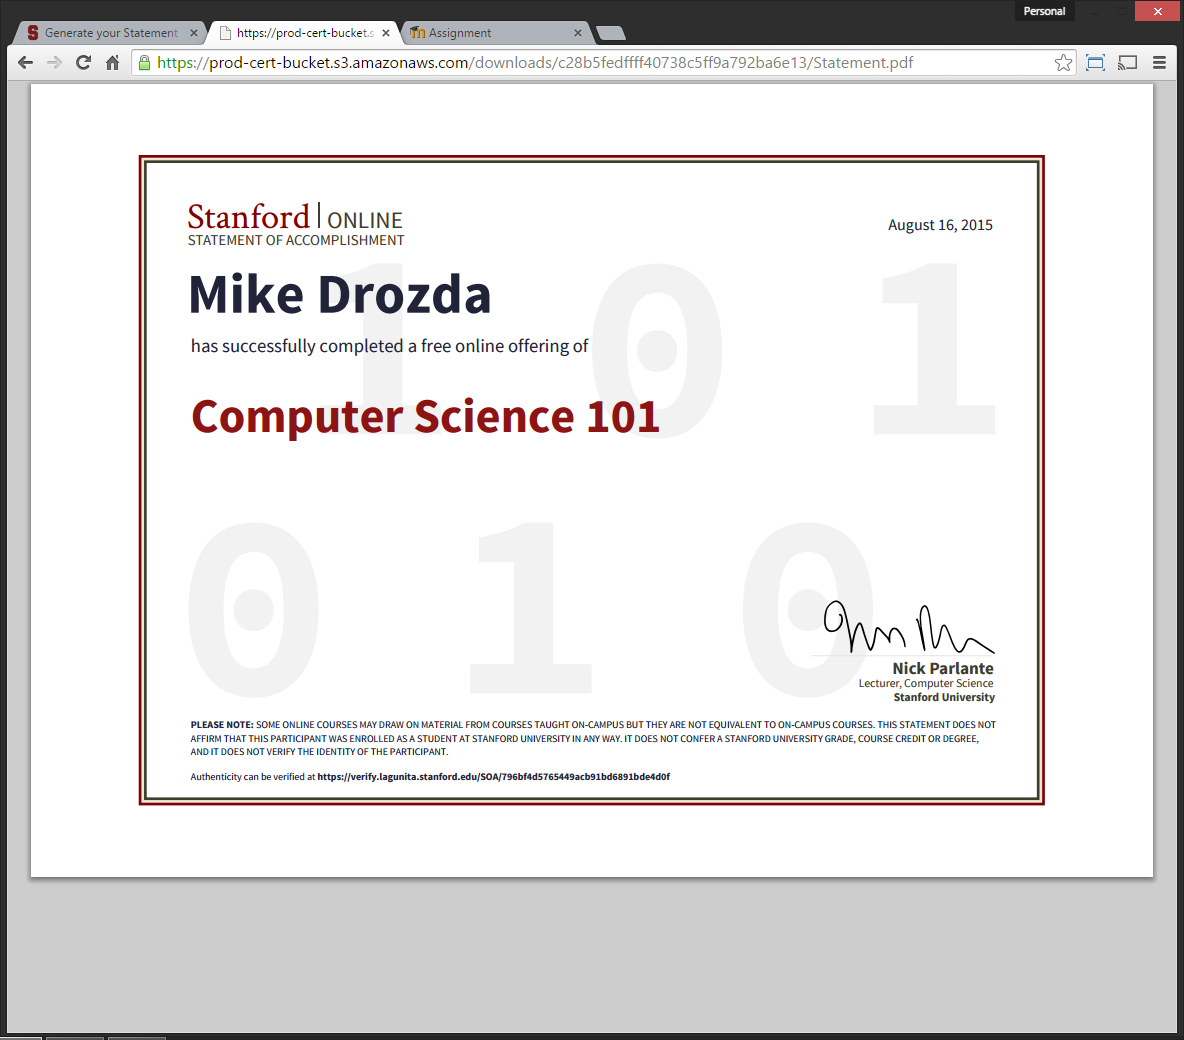 Personal
Generate your Statement
https://prod-cert-bucket.s
Assignment
https://prod-cert-bucket.s3.amazonaws.com/downloads/c28b5fedffff40738c5ff9a792ba6e13/Statement.pdf
Stanford | ONLINE
STATEMENT OF ACCOMPLISHMENT
August 16, 2015
Mike Drozda
has successfully completed a free online offering of
Computer Science 101
1 0 1
0 1 0
Nick Parlante
Lecturer, Computer Science
Stanford University
PLEASE NOTE: SOME ONLINE COURSES MAY DRAW ON MATERIAL FROM COURSES TAUGHT ON-CAMPUS BUT THEY ARE NOT EQUIVALENT TO ON-CAMPUS COURSES. THIS STATEMENT DOES NOT
AFFIRM THAT THIS PARTICIPANT WAS ENROLLED AS A STUDENT AT STANFORD UNIVERSITY IN ANY WAY. IT DOES NOT CONFER A STANFORD UNIVERSITY GRADE, COURSE CREDIT OR DEGREE,
AND IT DOES NOT VERIFY THE IDENTITY OF THE PARTICIPANT.
Authenticity can be verified at https://verify.lagunita.stanford.edu/SOA/796bf4d5765449acb91bd6891bde4d0f